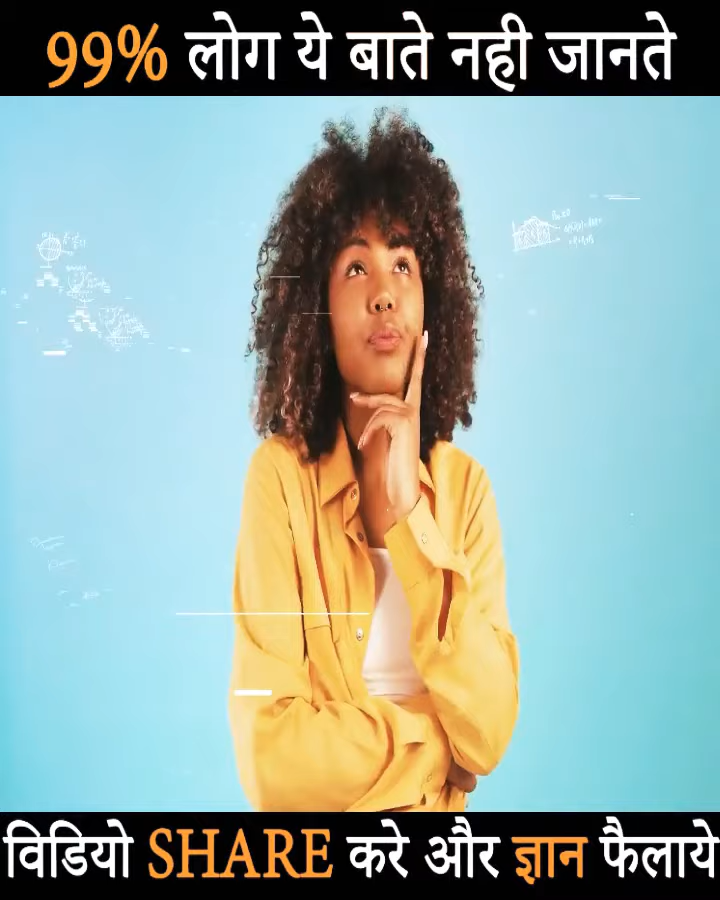 99% लोग ये बाते नही जानते
विडियो SHARE करे और ज्ञान फैलाये